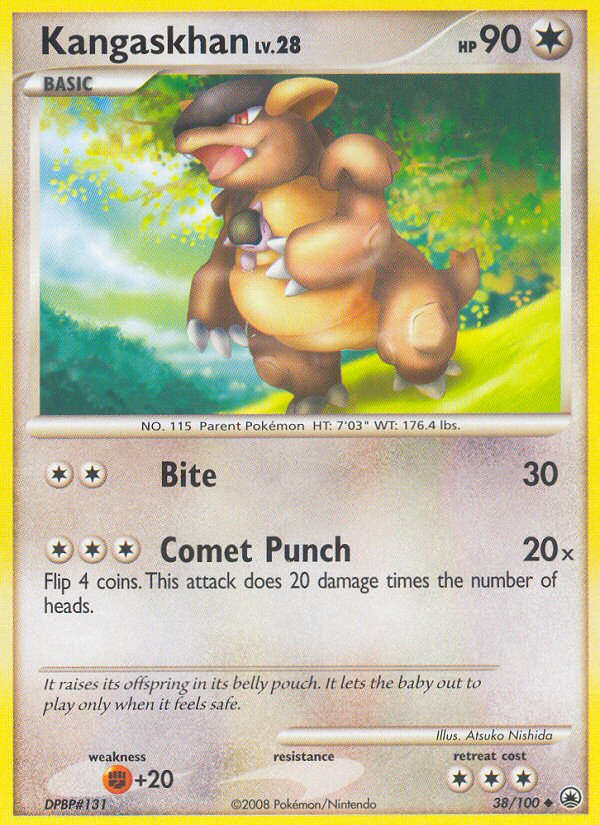 Kangaskhan LV.28 HP 90
BASIC
NO. 115 Parent Pokémon HT: 7'03" WT: 176.4 lbs.
Bite 30
Comet Punch 20x
Flip 4 coins. This attack does 20 damage times the number of
heads.
It raises its offspring in its belly pouch. It lets the baby out to
play only when it feels safe.
Illus. Atsuko Nishida
weakness resistance retreat cost
+20
DPBP#131 ©2008 Pokémon/Nintendo 38/100